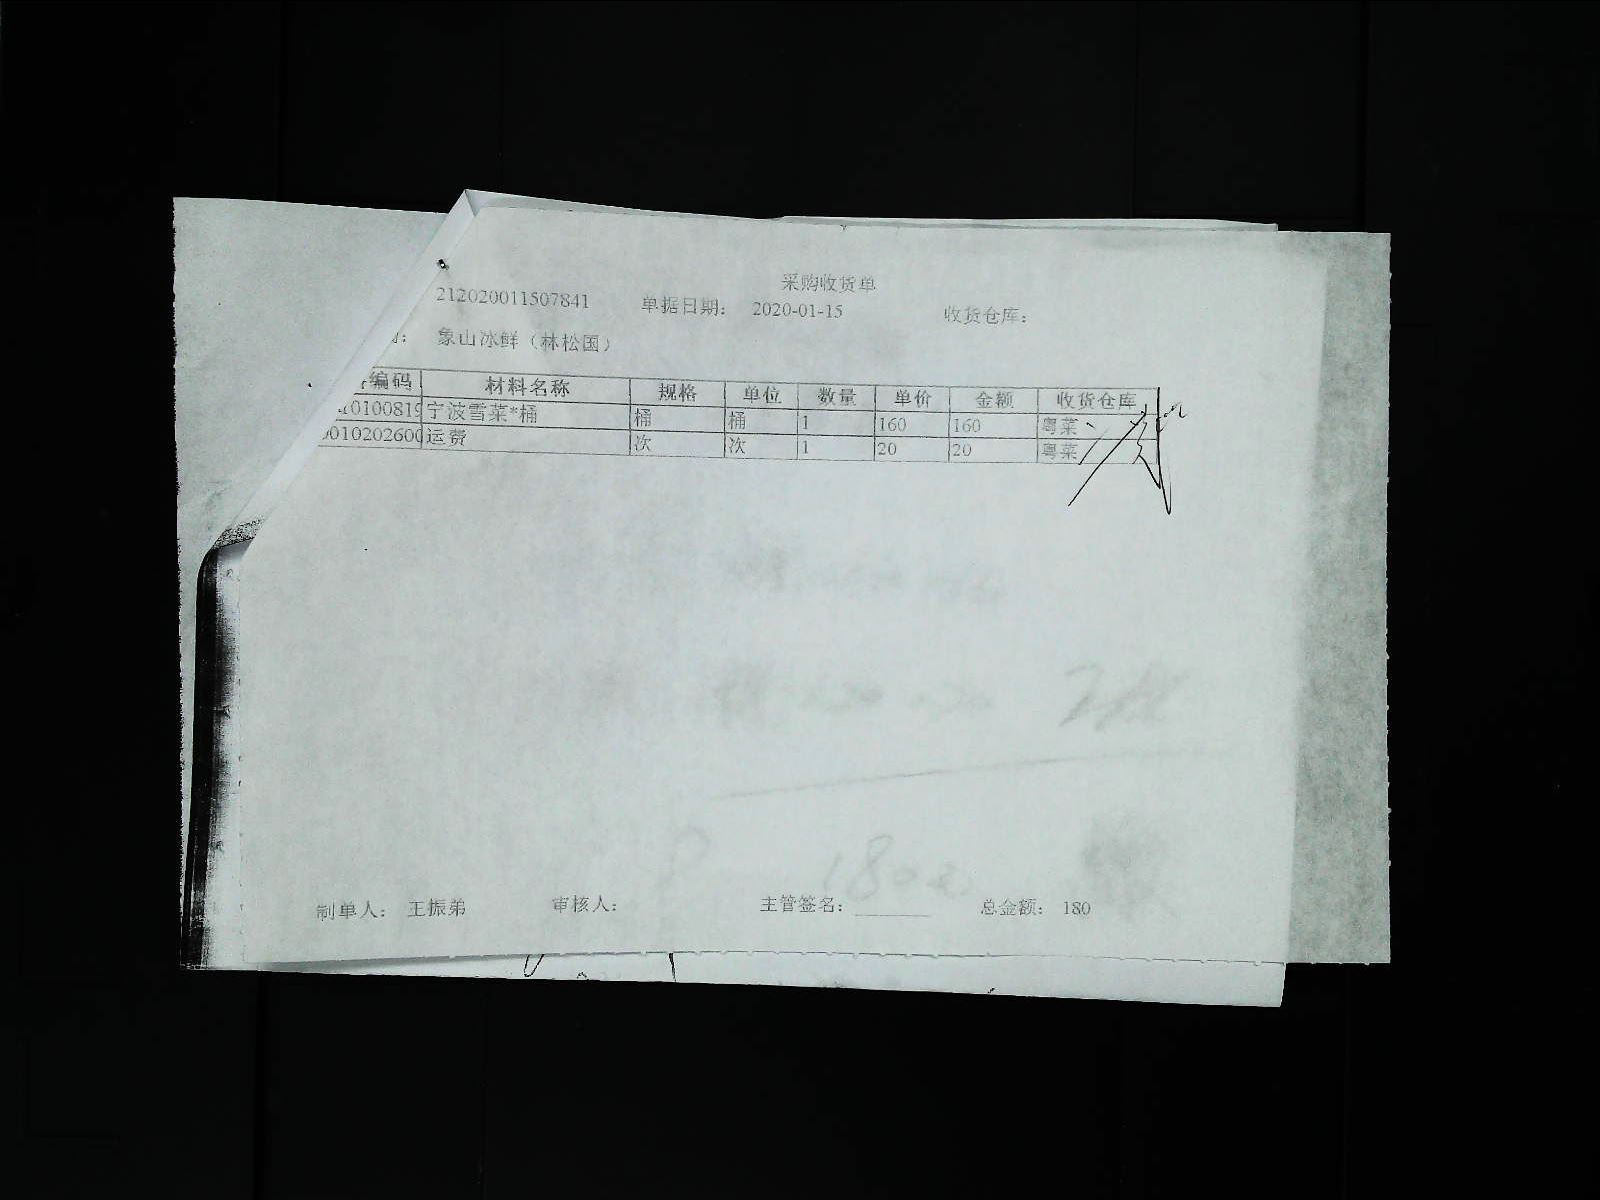 采购收货单
212020011507841 单据日期: 2020-01-15 收货仓库:
象山冰鲜（林松国）
编码 材料名称 规格 单位 数量 单价 金额 收货仓库
宁波雪菜*桶 桶 桶 1 160 160 粤菜
010202600 运费 次 次 1 20 20 粤菜
制单人: 王振弟 审核人: 主管签名: 总金额: 180